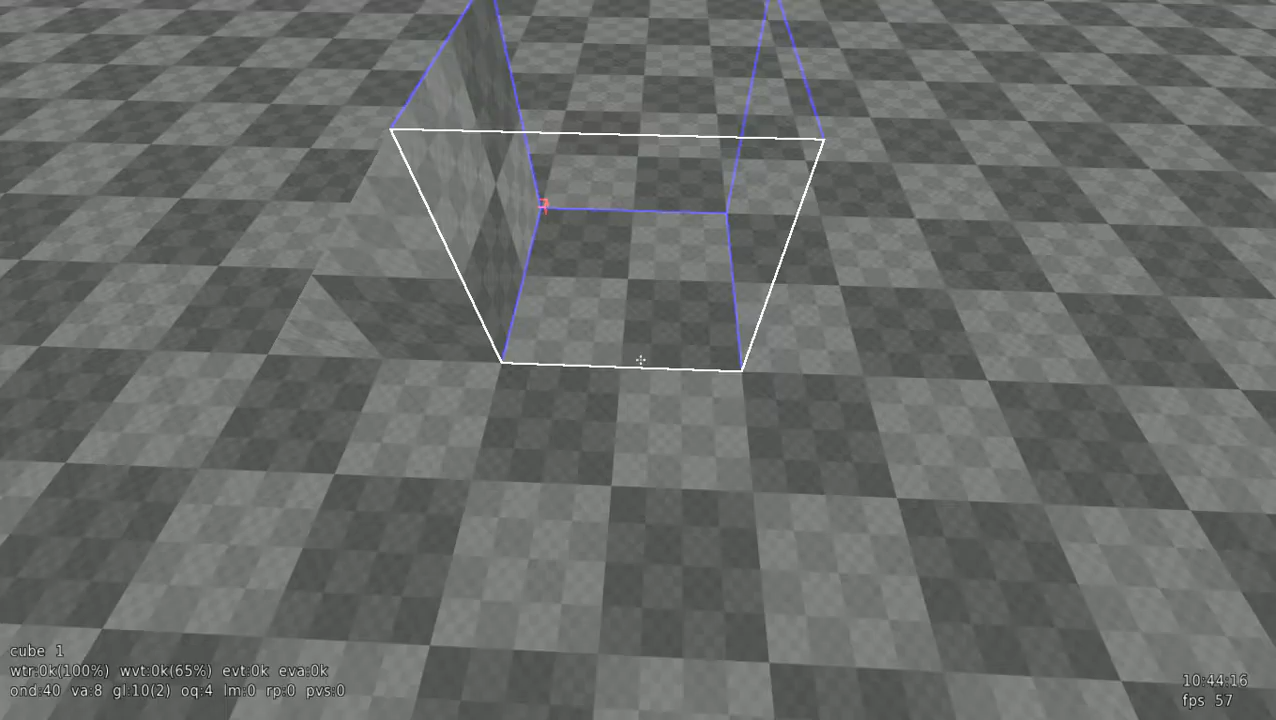 cube 1
wtr:0k(100%) wvt:0k(65%) evt:0k eva:0k
ond:40 va:8 gl:10(2) oq:4 lm:0 rp:0 pvs:0
10:44:16
fps 57